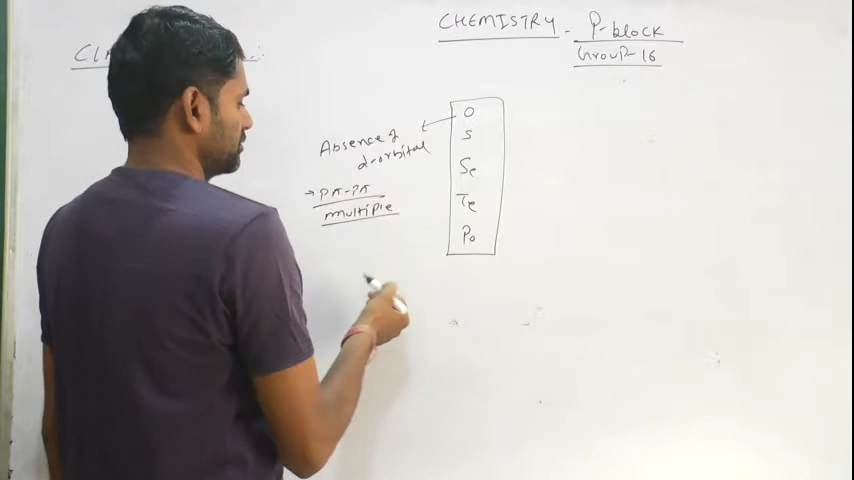 CHEMISTRY - P-block
Group-16
O
S
Se
Te
Po
Absence of
d-orbital
→ pπ-pπ
multiple